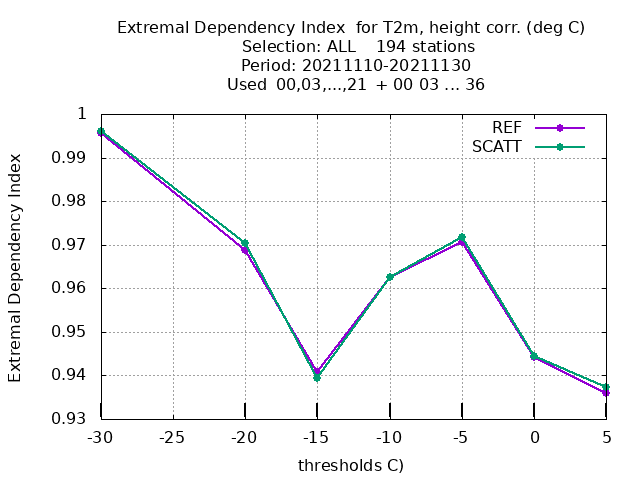 Extremal Dependency Index  for T2m, height corr. (deg C)
Selection: ALL    194 stations
Period: 20211110-20211130
Used  00,03,...,21  + 00 03 ... 36
REF
SCATT
Extremal Dependency Index
1
0.99
0.98
0.97
0.96
0.95
0.94
0.93
-30 -25 -20 -15 -10 -5 0 5
thresholds C)